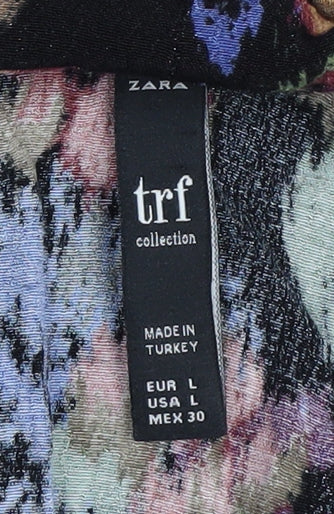 ZARA
trf
collection
MADE IN
TURKEY
EUR L
USA L
MEX 30